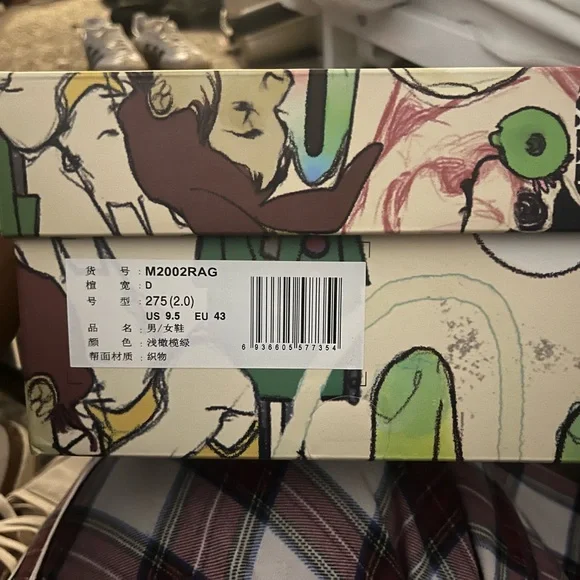 货 号 : M2002RAG
楦 宽 : D
号 型 : 275(2.0)
US 9.5 EU 43
品 名 : 男/女鞋
颜 色 : 浅橄榄绿
帮面材质 : 织物
6 936605 577354